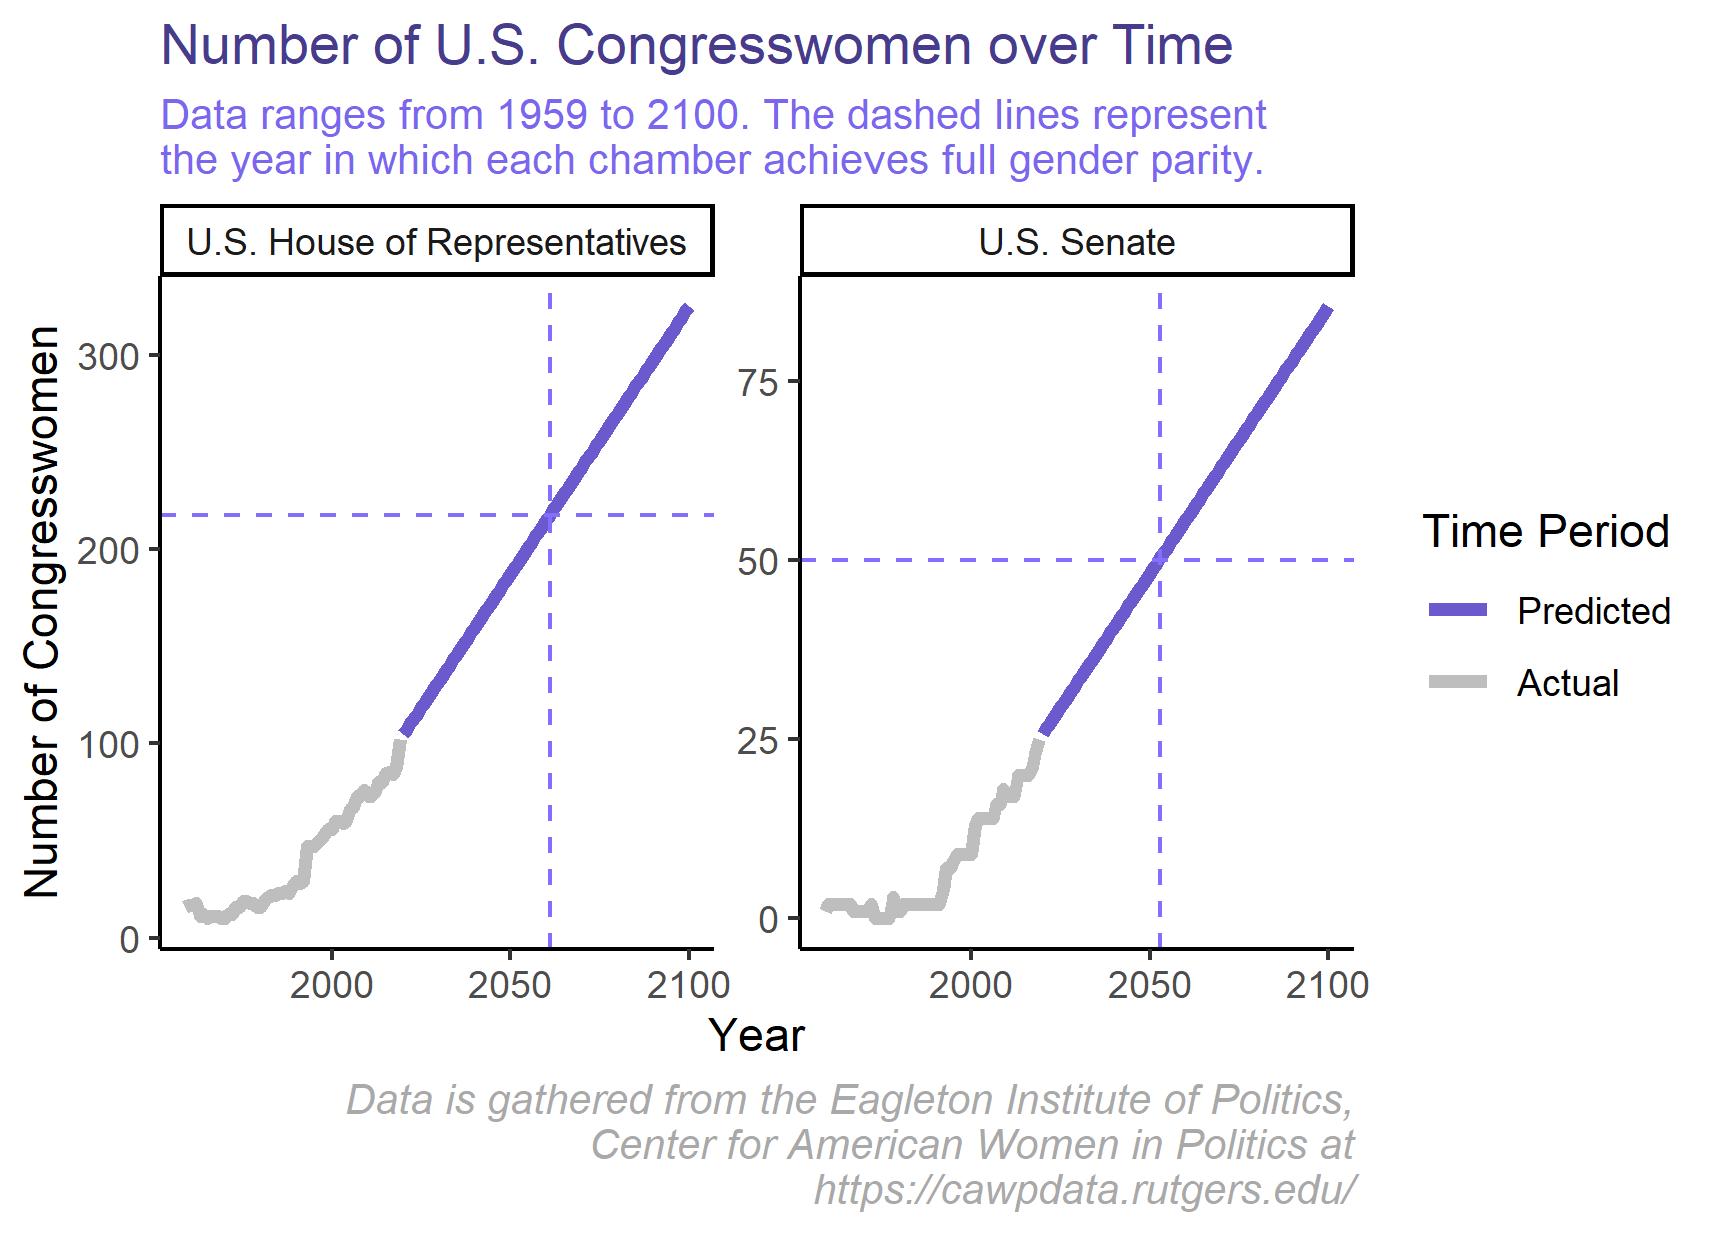 Number of U.S. Congresswomen over Time
Data ranges from 1959 to 2100. The dashed lines represent
the year in which each chamber achieves full gender parity.
U.S. House of Representatives
U.S. Senate
Number of Congresswomen
300
200
100
0
75
50
25
0
2000
2050
2100
2000
2050
2100
Year
Time Period
Predicted
Actual
Data is gathered from the Eagleton Institute of Politics,
Center for American Women in Politics at
https://cawpdata.rutgers.edu/